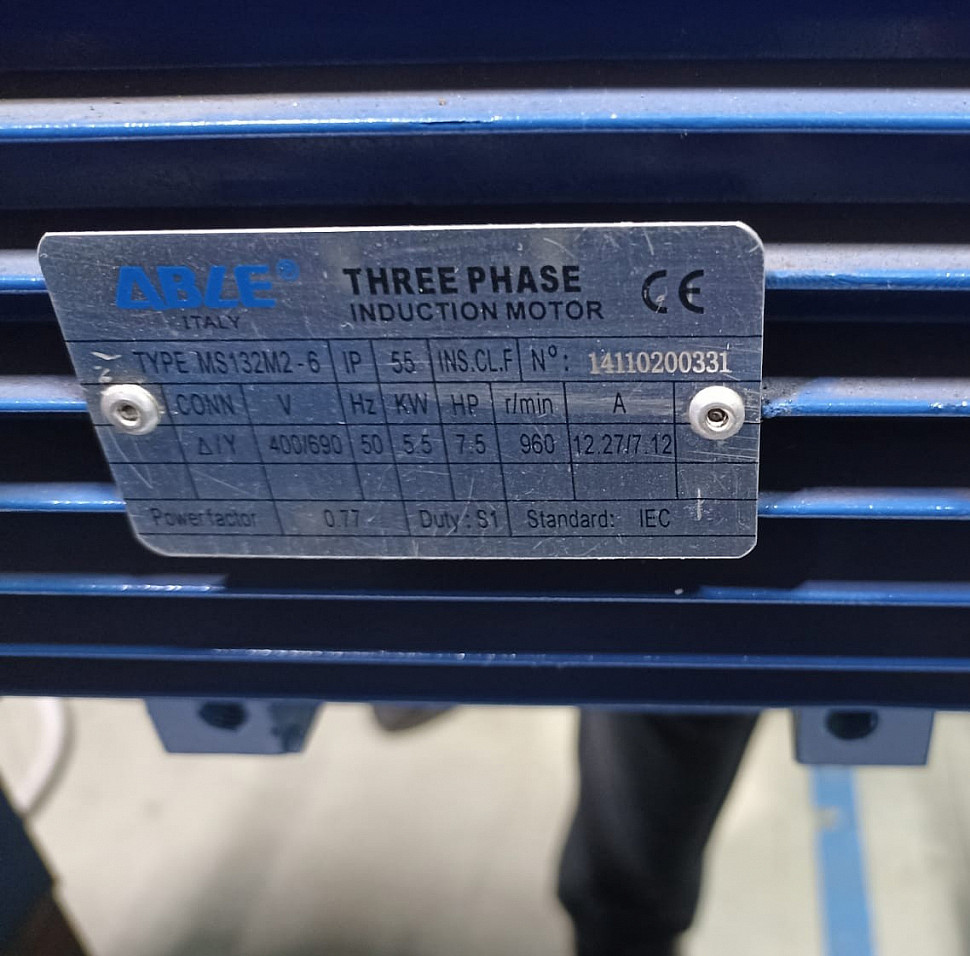 ABLE®
ITALY
THREE PHASE
INDUCTION MOTOR
CE
TYPE MS132M2-6 IP 55 INS.CL.F N°: 14110200331
CONN V Hz KW HP r/min A
Δ/Y 400/690 50 5.5 7.5 960 12.27/7.12
Power factor 0.77 Duty: S1 Standard: IEC